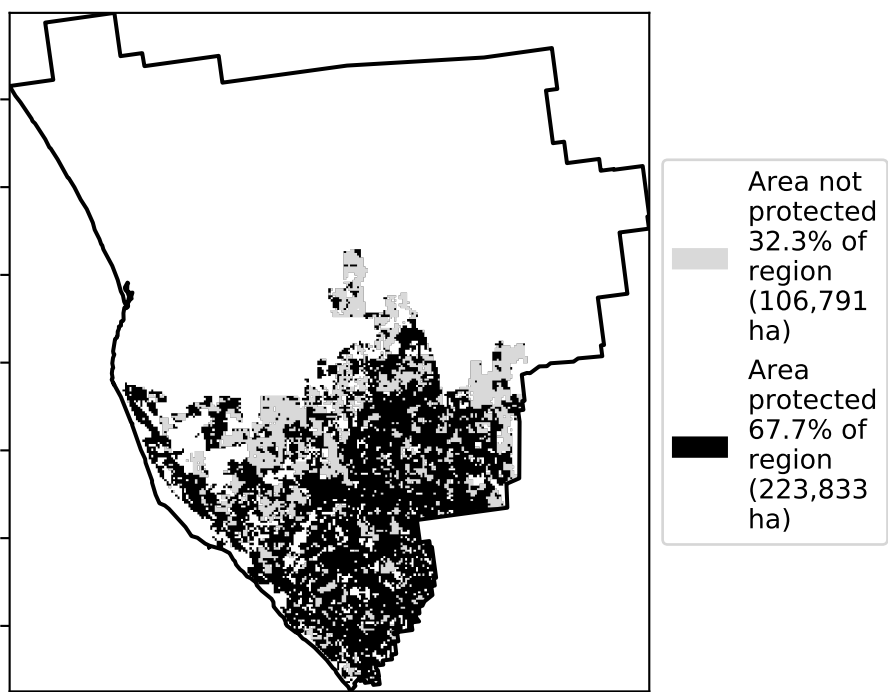 Area not
protected
32.3% of
region
(106,791
ha)
Area
protected
67.7% of
region
(223,833
ha)